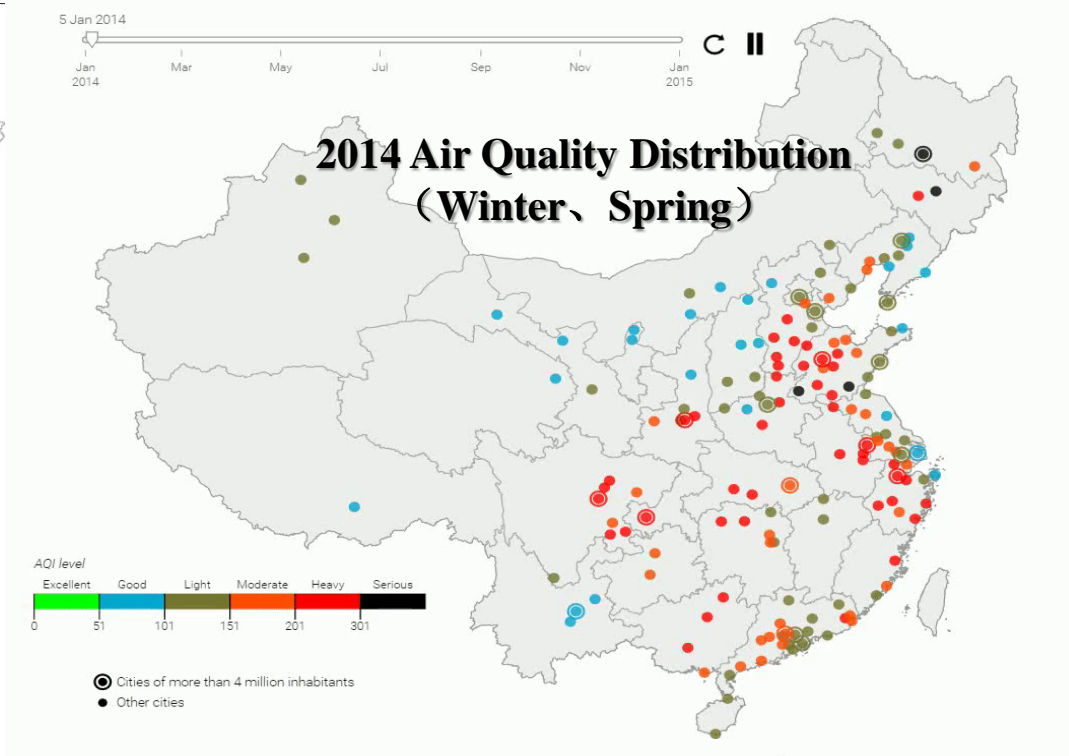 5 Jan 2014
Jan Mar May Jul Sep Nov Jan
2014 2015
2014 Air Quality Distribution
（Winter、Spring）
AQI level
Excellent Good Light Moderate Heavy Serious
0 51 101 151 201 301
Cities of more than 4 million inhabitants
Other cities